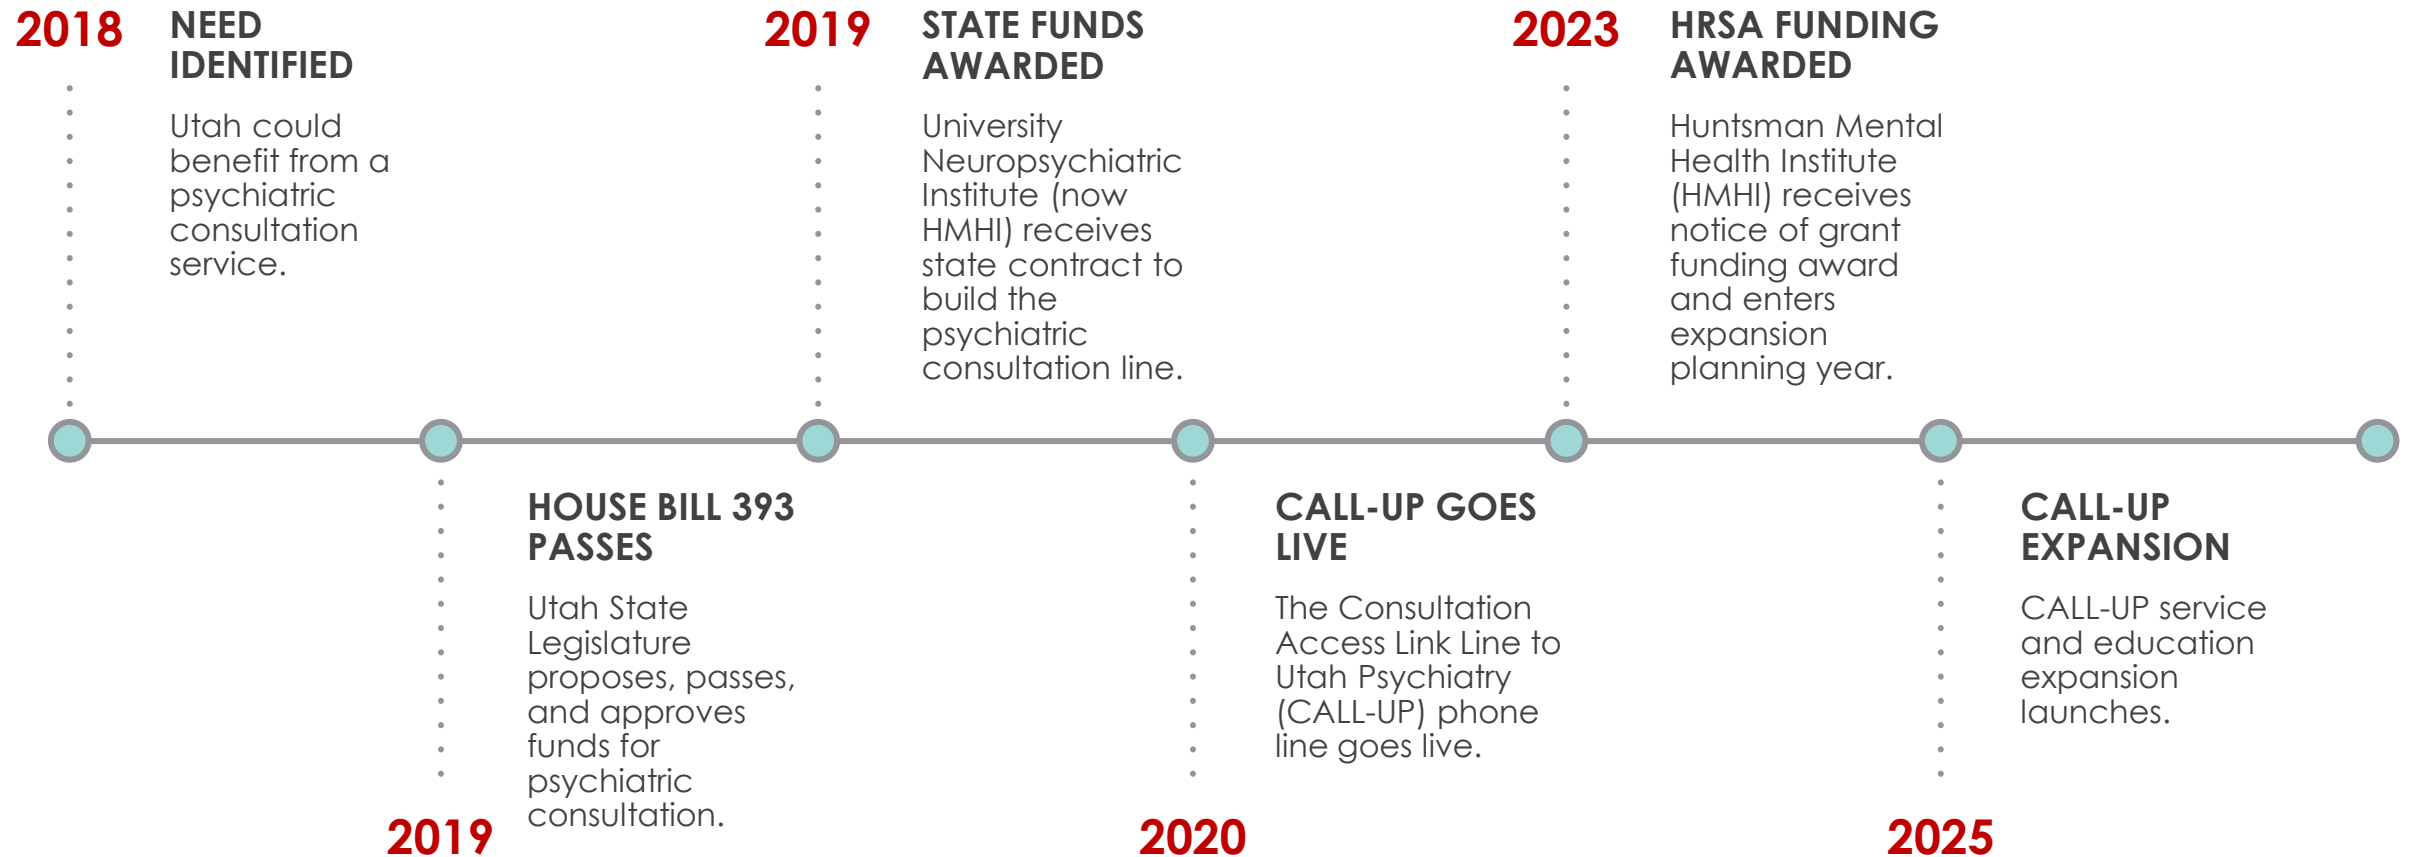 2018
NEED
IDENTIFIED
Utah could
benefit from a
psychiatric
consultation
service.
HOUSE BILL 393
PASSES
Utah State
Legislature
proposes, passes,
and approves
funds for
psychiatric
consultation.
2019
2019
STATE FUNDS
AWARDED
University
Neuropsychiatric
Institute (now
HMHI) receives
state contract to
build the
psychiatric
consultation line.
CALL-UP GOES
LIVE
The Consultation
Access Link Line to
Utah Psychiatry
(CALL-UP) phone
line goes live.
2020
2023
HRSA FUNDING
AWARDED
Huntsman Mental
Health Institute
(HMHI) receives
notice of grant
funding award
and enters
expansion
planning year.
CALL-UP
EXPANSION
CALL-UP service
and education
expansion
launches.
2025